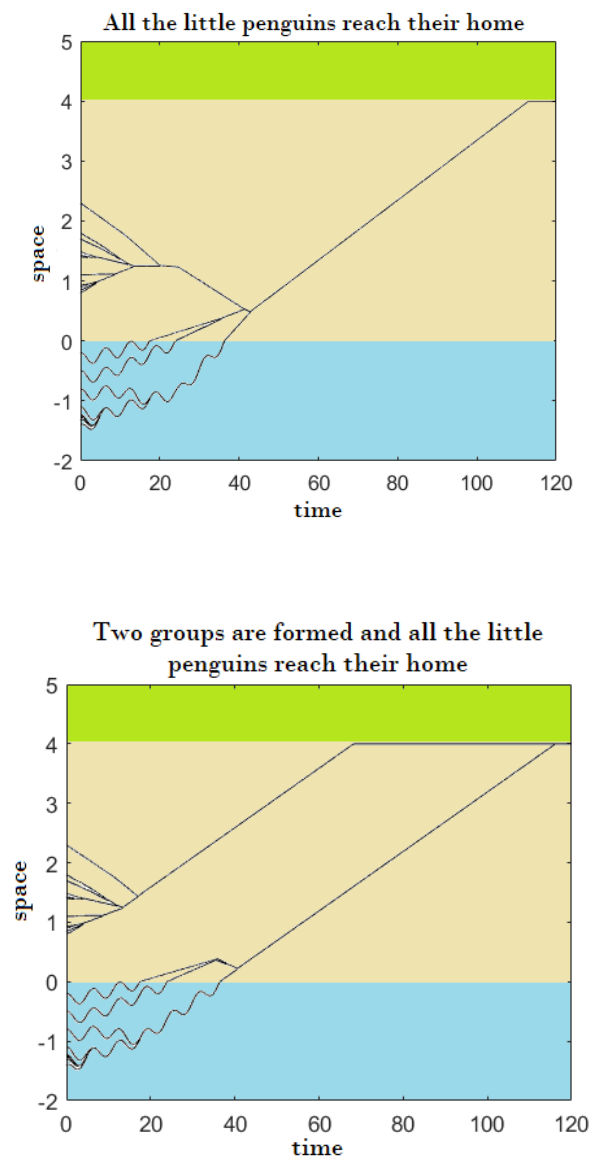 All the little penguins reach their home
5
4
3
2
1
0
-1
-2
space
0 20 40 60 80 100 120
time
Two groups are formed and all the little
penguins reach their home
5
4
3
2
1
0
-1
-2
space
0 20 40 60 80 100 120
time